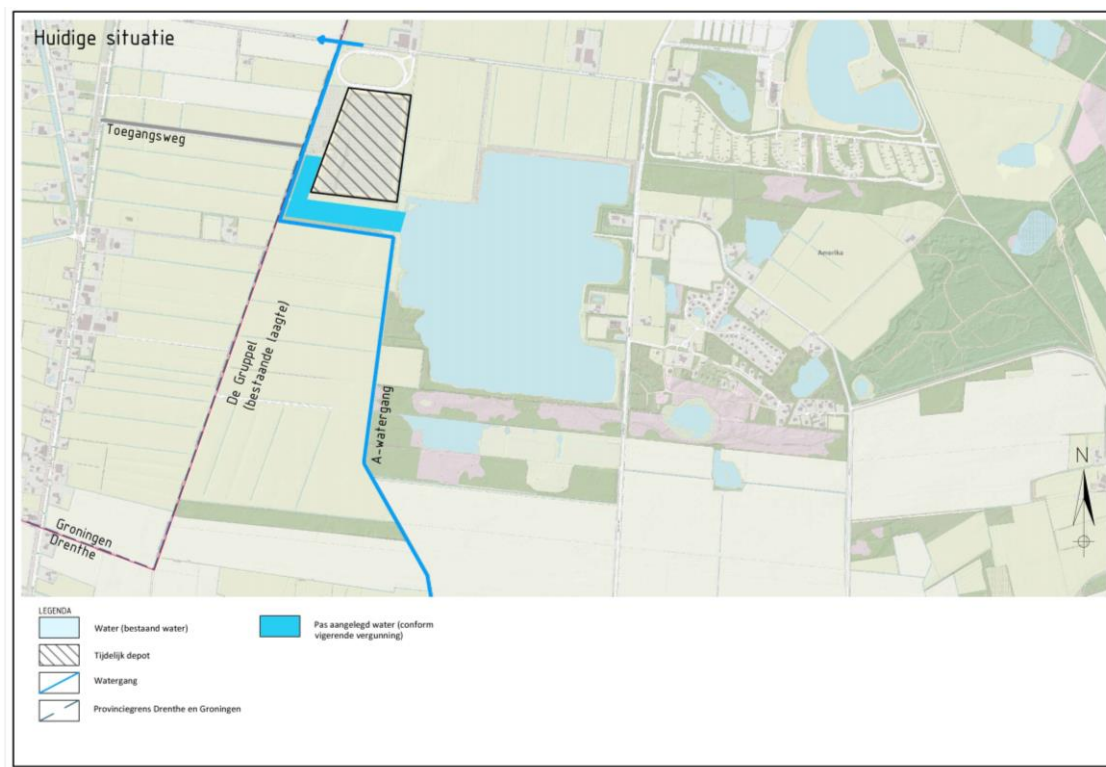 Huidige situatie
Toegangsweg
De Gruppel
(bestaande laagte)
A-watergang
Amerika
N
Groningen
Drenthe
LEGENDA
Water (bestaand water)
Pas aangelegd water (conform
vigerende vergunning)
Tijdelijk depot
Watergang
Provinciegrens Drenthe en Groningen